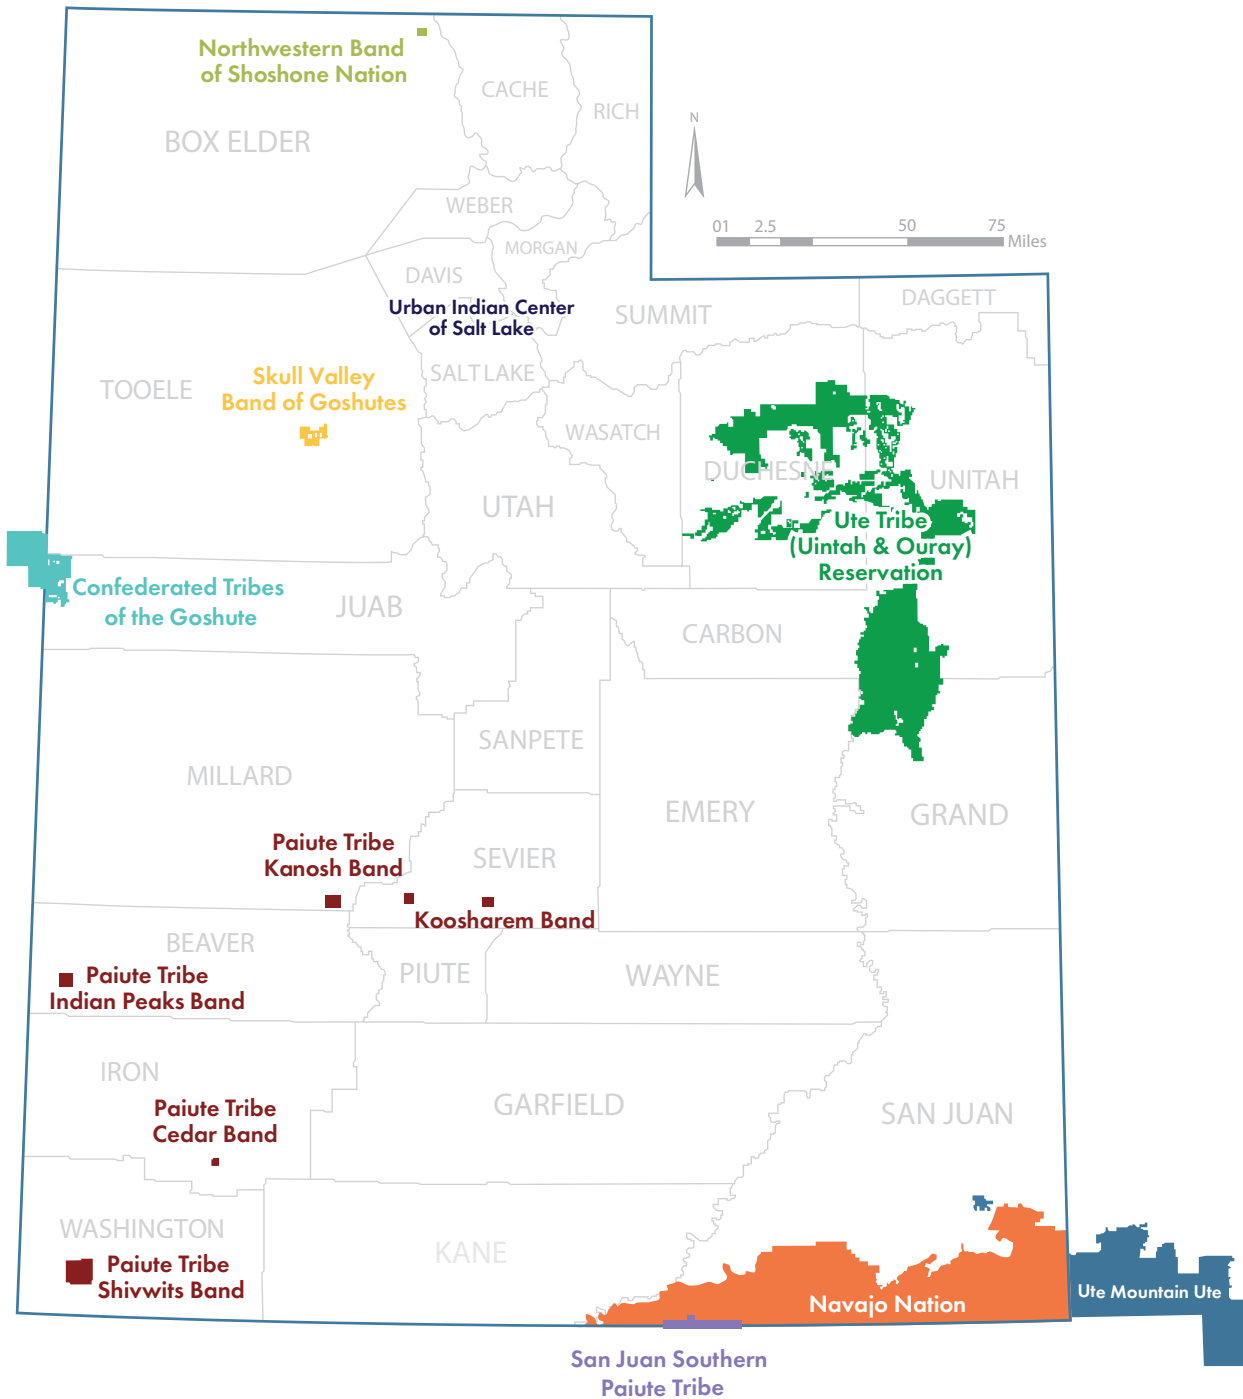 Northwestern Band
of Shoshone Nation
CACHE
RICH
BOX ELDER
N
WEBER
01 2.5 50 75
Miles
MORGAN
DAVIS
Urban Indian Center
of Salt Lake
SUMMIT
DAGGETT
TOOELE
Skull Valley
Band of Goshutes
SALT LAKE
WASATCH
DUCHESNE
UNITAH
UTAH
Ute Tribe
(Uintah & Ouray)
Reservation
Confederated Tribes
of the Goshute
JUAB
CARBON
SANPETE
MILLARD
EMERY
GRAND
Paiute Tribe
Kanosh Band
SEVIER
Koosharem Band
BEAVER
Paiute Tribe
Indian Peaks Band
PIUTE
WAYNE
IRON
Paiute Tribe
Cedar Band
GARFIELD
SAN JUAN
WASHINGTON
Paiute Tribe
Shivwits Band
KANE
Navajo Nation
Ute Mountain Ute
San Juan Southern
Paiute Tribe